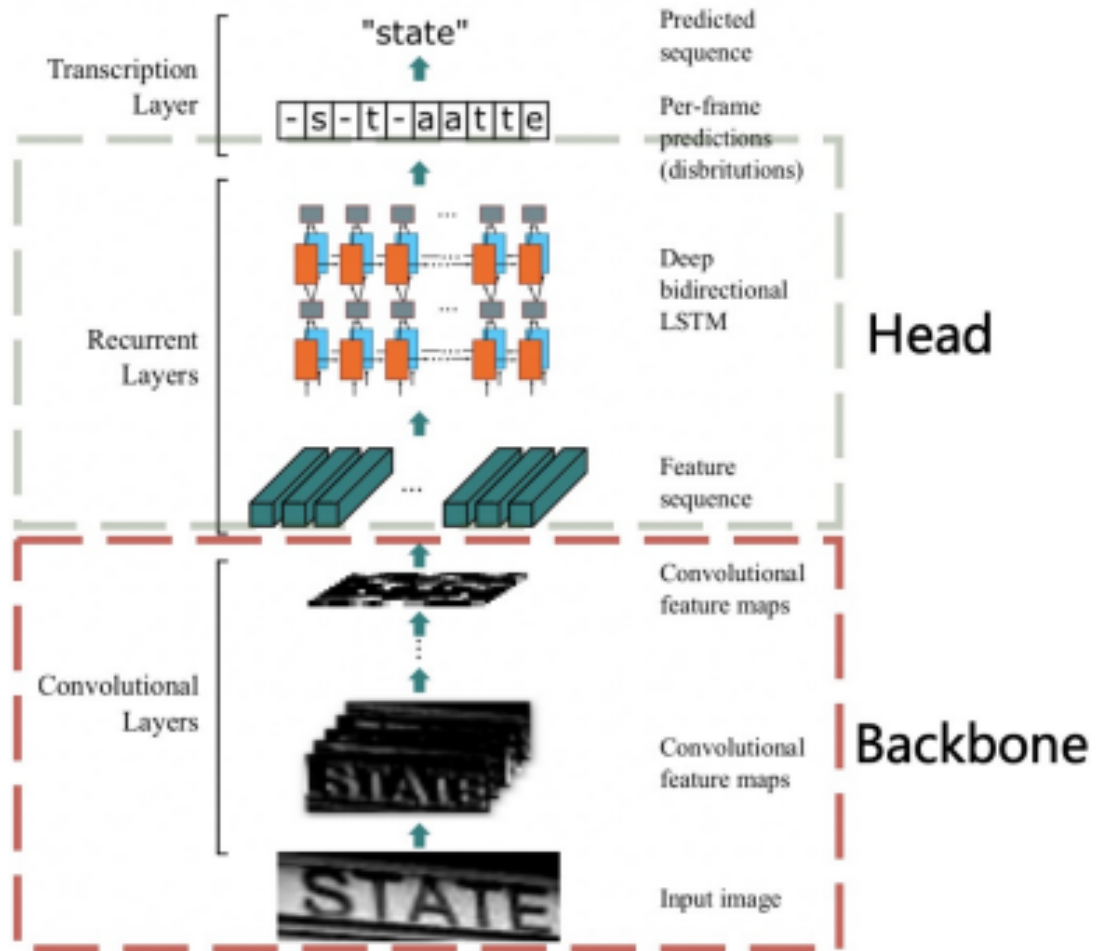 "state"
Predicted
sequence
Transcription
Layer
- s - t - a a t t e
Per-frame
predictions
(disbritutions)
Recurrent
Layers
Deep
bidirectional
LSTM
Head
...
Feature
sequence
Convolutional
feature maps
Convolutional
Layers
STATE
Convolutional
feature maps
Backbone
STATE
Input image